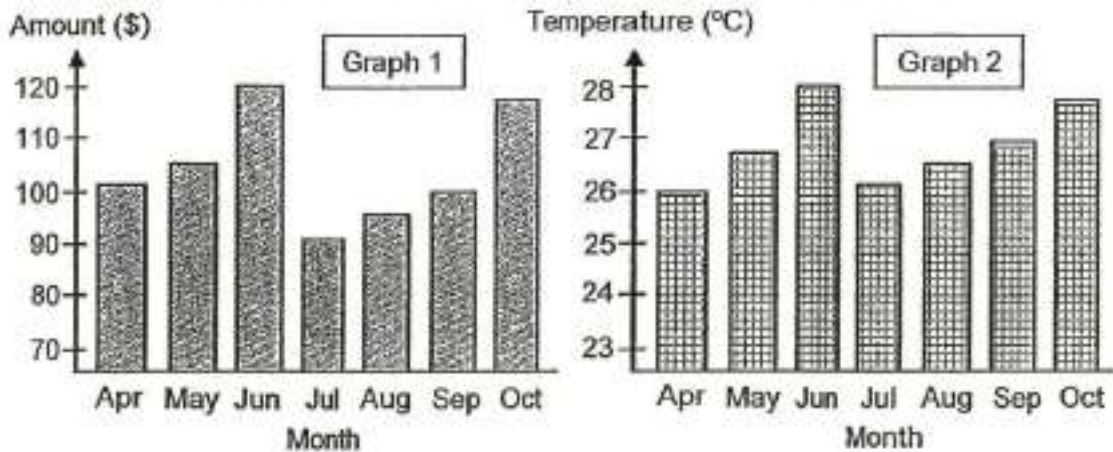 Amount ($)
Graph 1
120
110
100
90
80
70
Apr May Jun Jul Aug Sep Oct
Month
Temperature (ºC)
Graph 2
28
27
26
25
24
23
Apr May Jun Jul Aug Sep Oct
Month